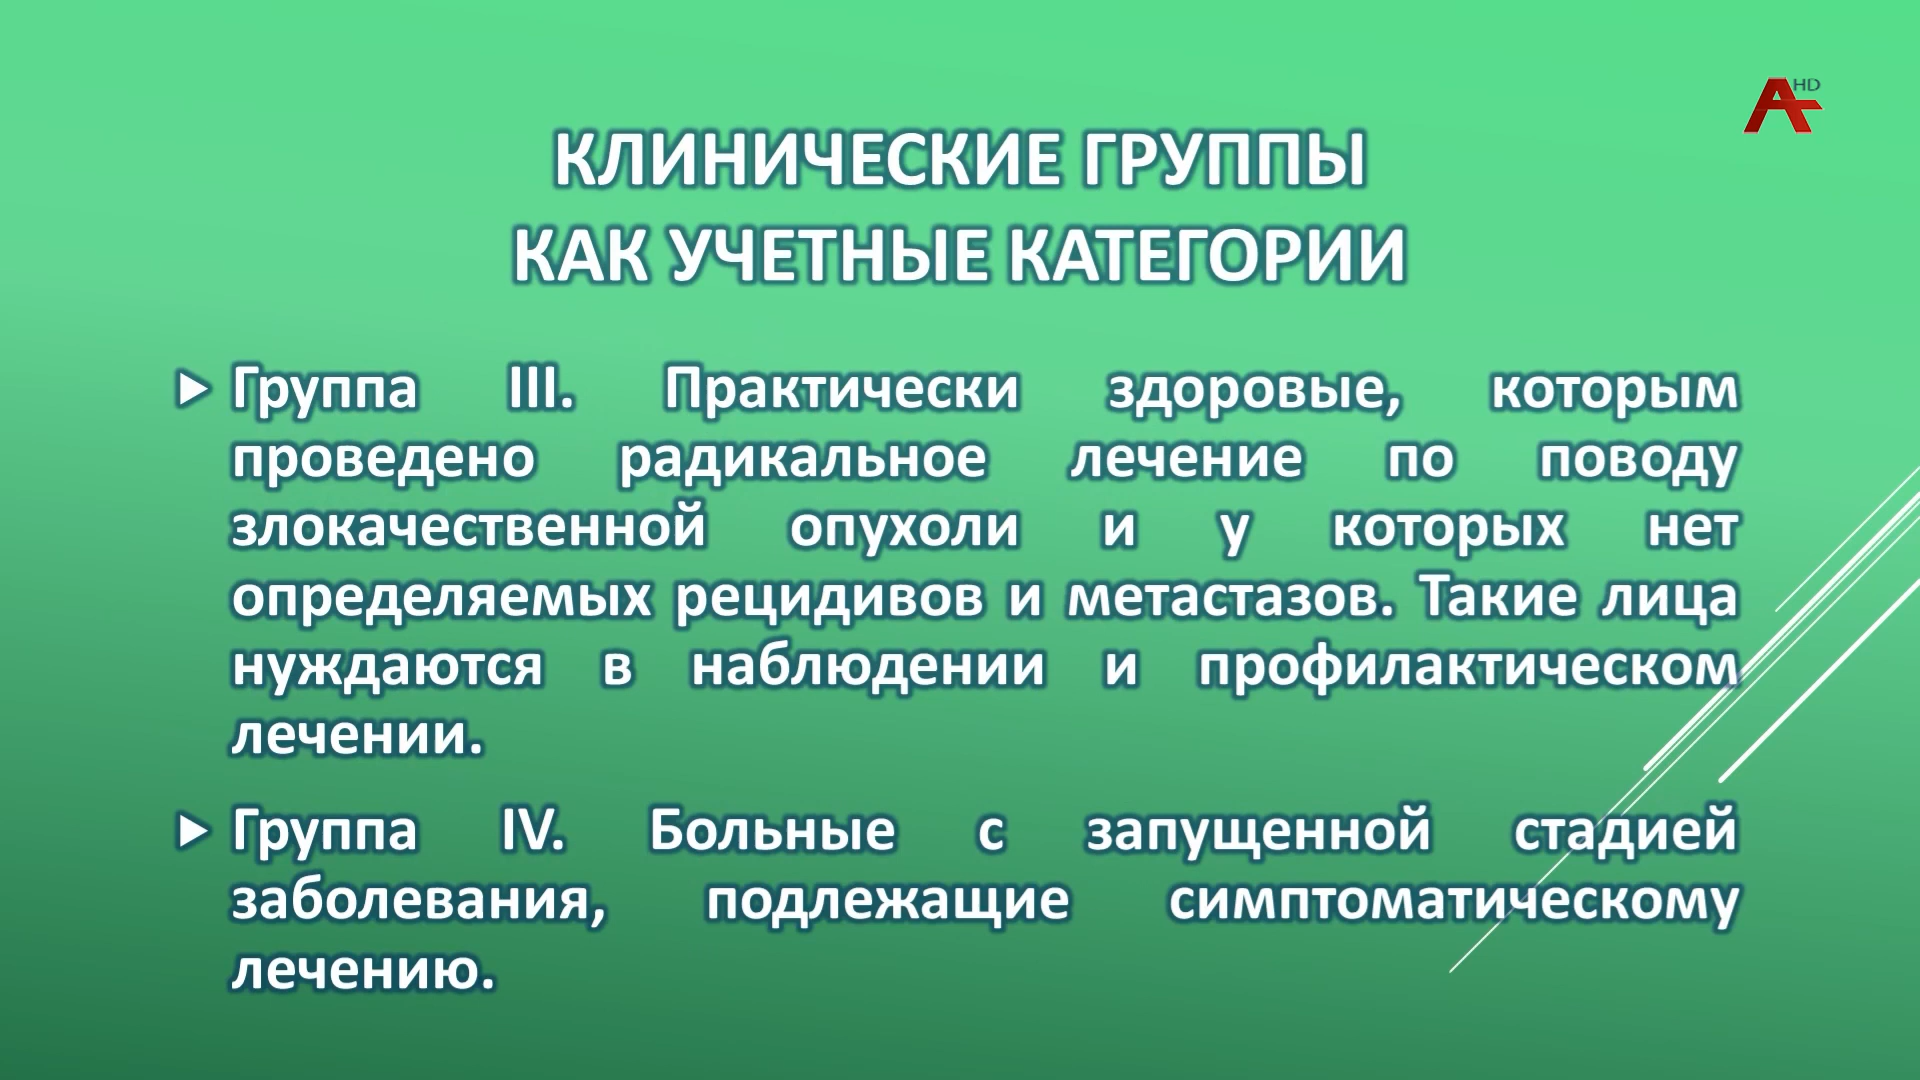 HD
КЛИНИЧЕСКИЕ ГРУППЫ
КАК УЧЕТНЫЕ КАТЕГОРИИ
Группа III. Практически здоровые, которым
проведено радикальное лечение по поводу
злокачественной опухоли и у которых нет
определяемых рецидивов и метастазов. Такие лица
нуждаются в наблюдении и профилактическом
лечении.
Группа IV. Больные с запущенной стадией
заболевания, подлежащие симптоматическому
лечению.